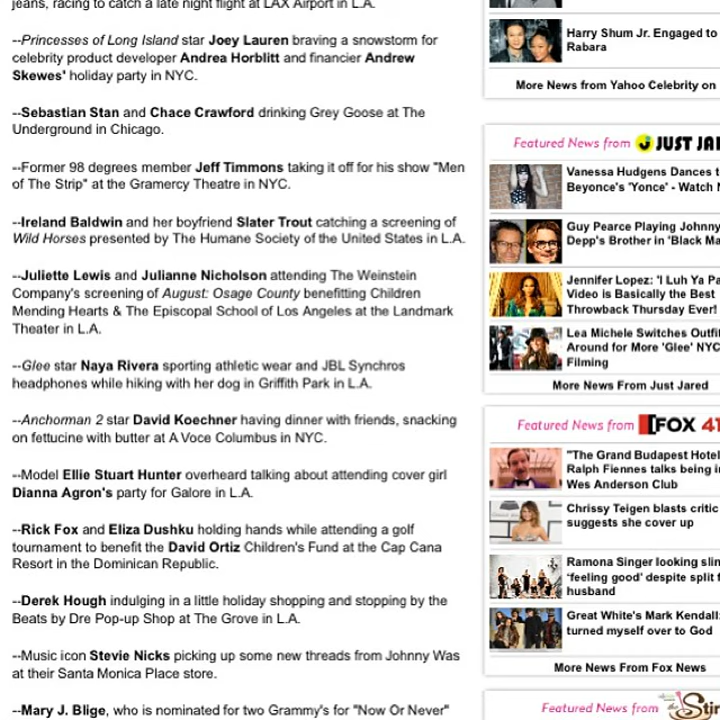 jeans, racing to catch a late night flight at LAX Airport in L.A.
--Princesses of Long Island star Joey Lauren braving a snowstorm for
celebrity product developer Andrea Horblitt and financier Andrew
Skewes' holiday party in NYC.
--Sebastian Stan and Chace Crawford drinking Grey Goose at The
Underground in Chicago.
--Former 98 degrees member Jeff Timmons taking it off for his show "Men
of The Strip" at the Gramercy Theatre in NYC.
--Ireland Baldwin and her boyfriend Slater Trout catching a screening of
Wild Horses presented by The Humane Society of the United States in L.A.
--Juliette Lewis and Julianne Nicholson attending The Weinstein
Company's screening of August: Osage County benefitting Children
Mending Hearts & The Episcopal School of Los Angeles at the Landmark
Theater in L.A.
--Glee star Naya Rivera sporting athletic wear and JBL Synchros
headphones while hiking with her dog in Griffith Park in L.A.
--Anchorman 2 star David Koechner having dinner with friends, snacking
on fettucine with butter at A Voce Columbus in NYC.
--Model Ellie Stuart Hunter overheard talking about attending cover girl
Dianna Agron's party for Galore in L.A.
--Rick Fox and Eliza Dushku holding hands while attending a golf
tournament to benefit the David Ortiz Children's Fund at the Cap Cana
Resort in the Dominican Republic.
--Derek Hough indulging in a little holiday shopping and stopping by the
Beats by Dre Pop-up Shop at The Grove in L.A.
--Music icon Stevie Nicks picking up some new threads from Johnny Was
at their Santa Monica Place store.
--Mary J. Blige, who is nominated for two Grammy's for "Now Or Never"
Harry Shum Jr. Engaged to
Rabara
More News from Yahoo Celebrity on
Featured News from JUST JA
Vanessa Hudgens Dances t
Beyonce's 'Yonce' - Watch N
Guy Pearce Playing Johnny
Depp's Brother in 'Black Ma
Jennifer Lopez: 'I Luh Ya Pa
Video is Basically the Best
Throwback Thursday Ever!
Lea Michele Switches Outfi
Around for More 'Glee' NYC
Filming
More News From Just Jared
Featured News from FOX 41
"The Grand Budapest Hotel
Ralph Fiennes talks being i
Wes Anderson Club
Chrissy Teigen blasts critic
suggests she cover up
Ramona Singer looking slim
'feeling good' despite split f
husband
Great White's Mark Kendall:
turned myself over to God
More News From Fox News
Featured News from Stir